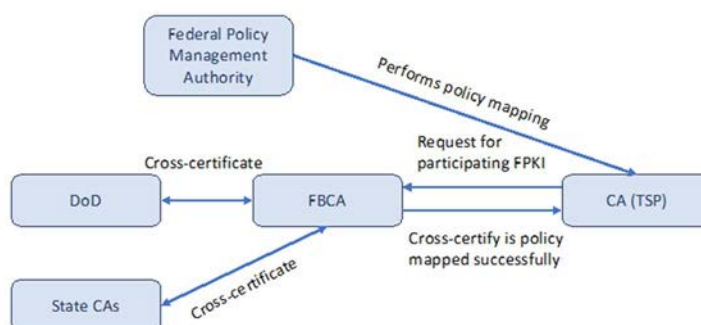 Federal Policy
Management
Authority
Performs policy mapping
Request for
participating FPKI
Cross-certificate
DoD
FBCA
CA (TSP)
Cross-certify is policy
mapped successfully
Cross-certificate
State CAs